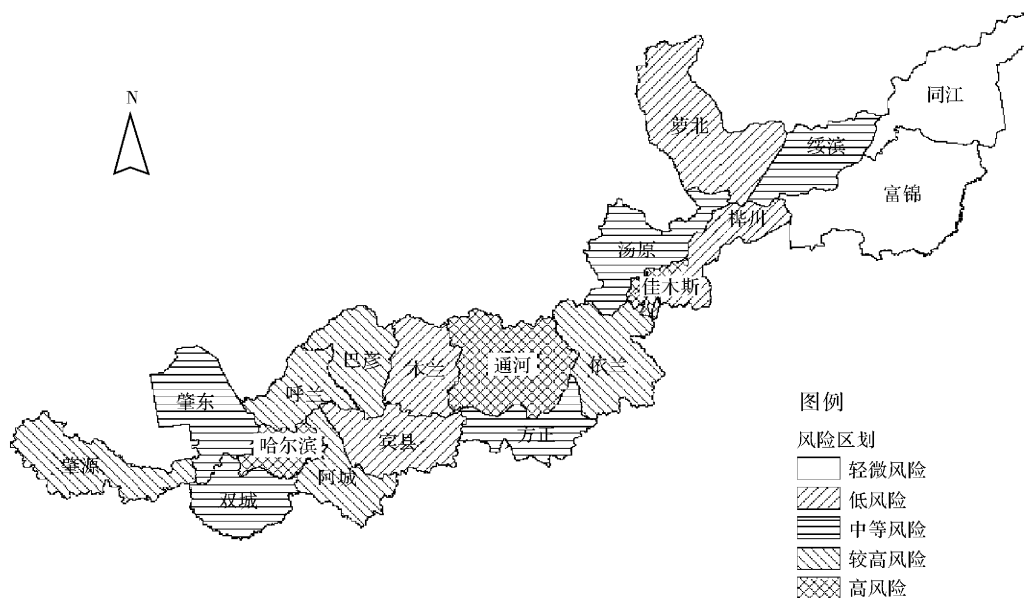 N
同江
萝北
绥滨
富锦
桦川
汤原
佳木斯
巴彦
木兰
通河
依兰
呼兰
肇东
方正
哈尔滨
宾县
肇源
阿城
双城
图例
风险区划
轻微风险
低风险
中等风险
较高风险
高风险